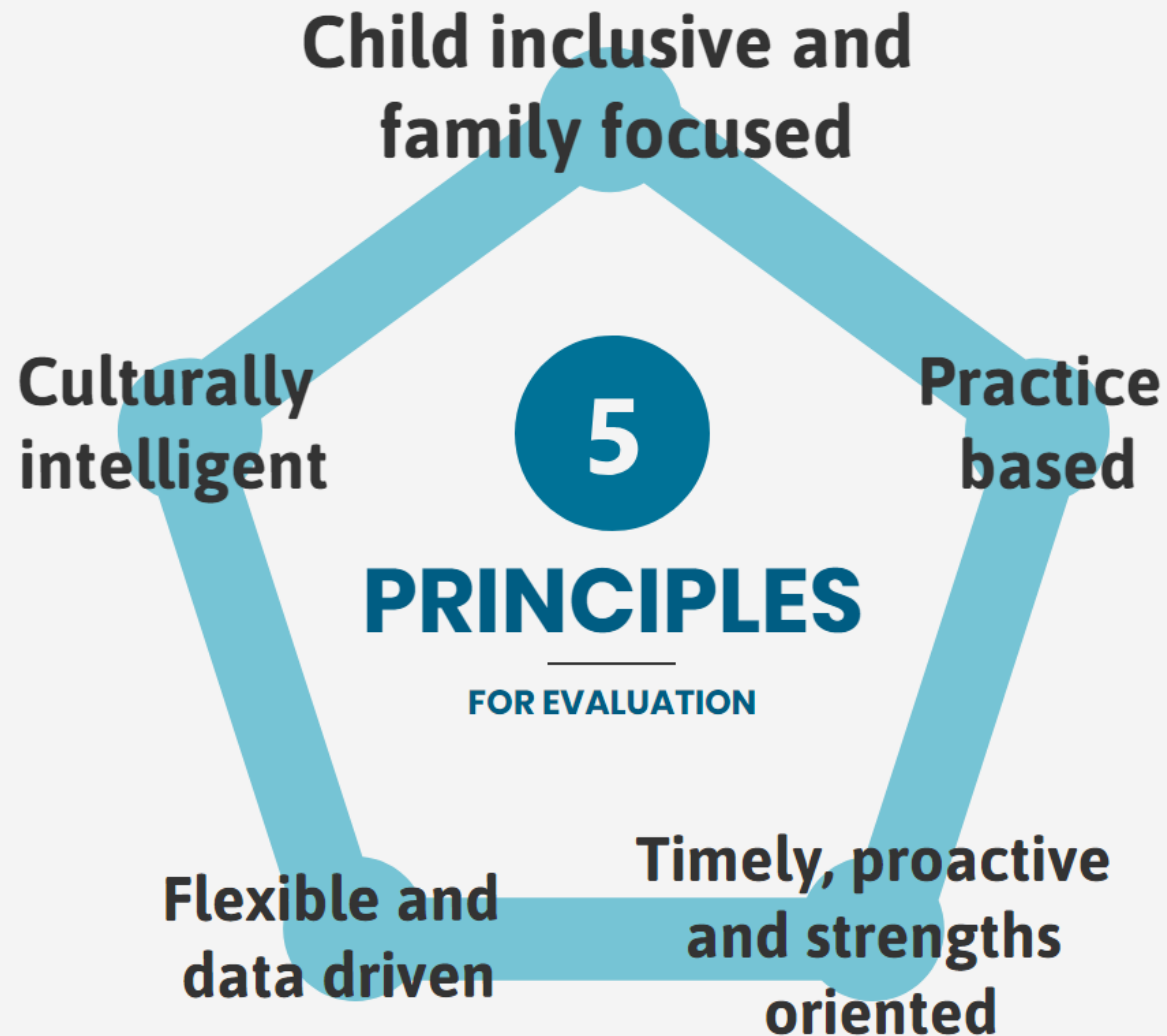 Child inclusive and
family focused
Culturally
intelligent
Practice
based
5
PRINCIPLES
FOR EVALUATION
Flexible and
data driven
Timely, proactive
and strengths
oriented